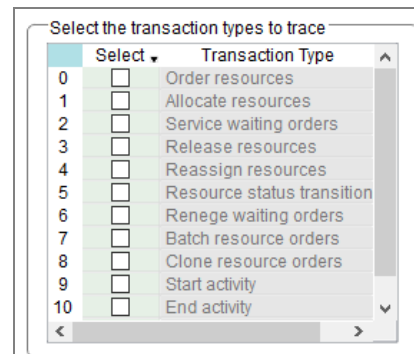 Select the transaction types to trace
Select Transaction Type
0 Order resources
1 Allocate resources
2 Service waiting orders
3 Release resources
4 Reassign resources
5 Resource status transition
6 Renege waiting orders
7 Batch resource orders
8 Clone resource orders
9 Start activity
10 End activity